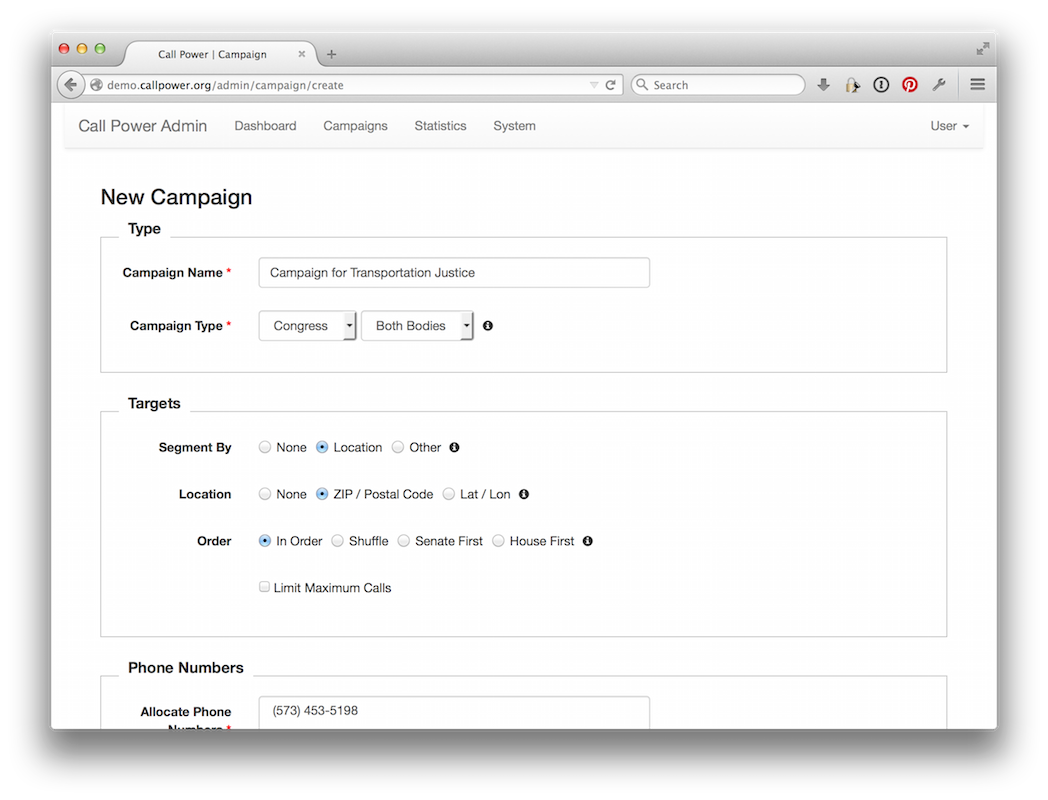 Call Power | Campaign
demo.callpower.org/admin/campaign/create
Search
Call Power Admin Dashboard Campaigns Statistics System User
New Campaign
Type
Campaign Name * Campaign for Transportation Justice
Campaign Type * Congress Both Bodies
Targets
Segment By None Location Other
Location None ZIP / Postal Code Lat / Lon
Order In Order Shuffle Senate First House First
Limit Maximum Calls
Phone Numbers
Allocate Phone (573) 453-5198
Numbers *